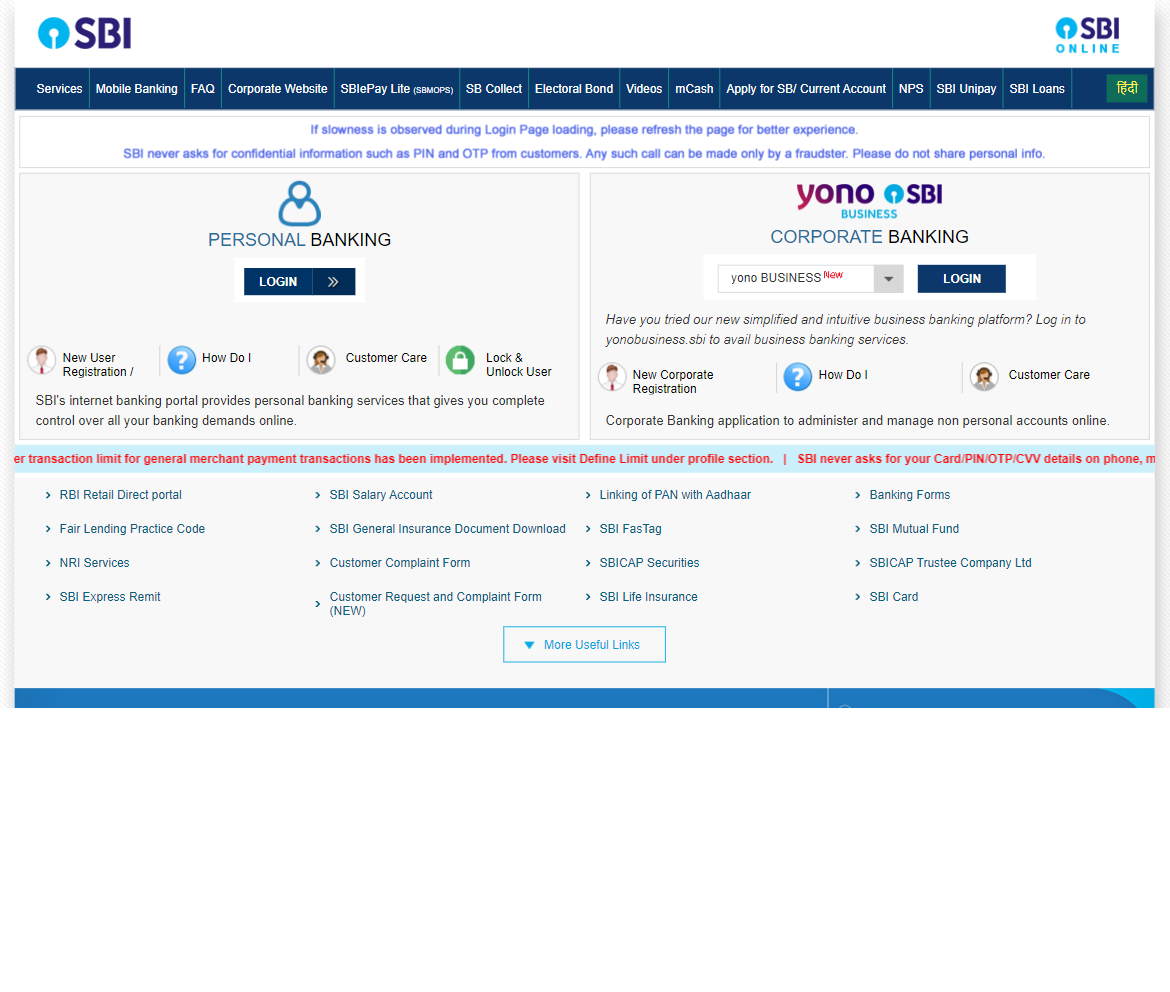 SBI
SBI
ONLINE
Services
Mobile Banking
FAQ
Corporate Website
SBIePay Lite (SBMOPS)
SB Collect
Electoral Bond
Videos
mCash
Apply for SB/ Current Account
NPS
SBI Unipay
SBI Loans
हिंदी
If slowness is observed during Login Page loading, please refresh the page for better experience.
SBI never asks for confidential information such as PIN and OTP from customers. Any such call can be made only by a fraudster. Please do not share personal info.
PERSONAL BANKING
LOGIN
New User
Registration /
How Do I
Customer Care
Lock &
Unlock User
SBI's internet banking portal provides personal banking services that gives you complete
control over all your banking demands online.
yono SBI
BUSINESS
CORPORATE BANKING
yono BUSINESS New
LOGIN
Have you tried our new simplified and intuitive business banking platform? Log in to
yonobusiness.sbi to avail business banking services.
New Corporate
Registration
How Do I
Customer Care
Corporate Banking application to administer and manage non personal accounts online.
er transaction limit for general merchant payment transactions has been implemented. Please visit Define Limit under profile section. | SBI never asks for your Card/PIN/OTP/CVV details on phone, m
RBI Retail Direct portal
SBI Salary Account
Linking of PAN with Aadhaar
Banking Forms
Fair Lending Practice Code
SBI General Insurance Document Download
SBI FasTag
SBI Mutual Fund
NRI Services
Customer Complaint Form
SBICAP Securities
SBICAP Trustee Company Ltd
SBI Express Remit
Customer Request and Complaint Form
(NEW)
SBI Life Insurance
SBI Card
More Useful Links